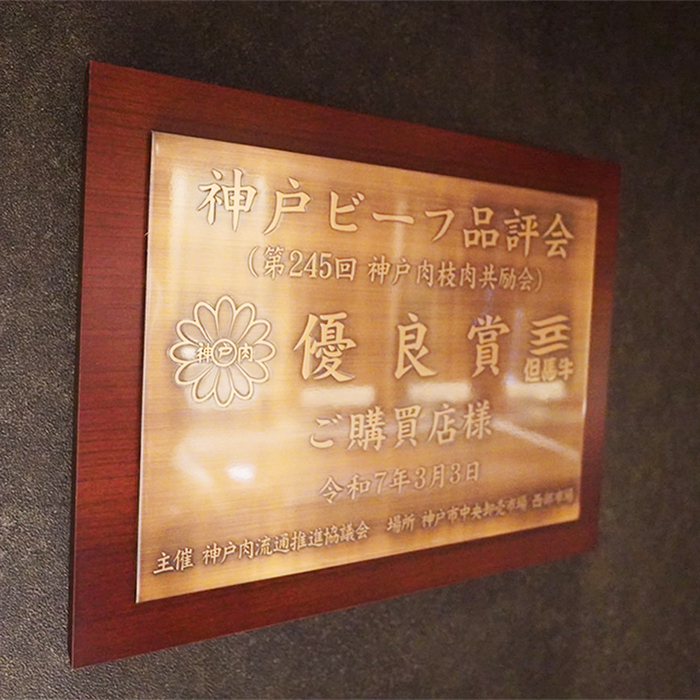 神戸ビーフ品評会
（第245回 神戸肉枝肉共励会）
神戸肉
優良賞
但馬牛
ご購買店様
令和7年3月3日
主催 神戸肉流通推進協議会 場所 神戸市中央卸売市場 西部市場